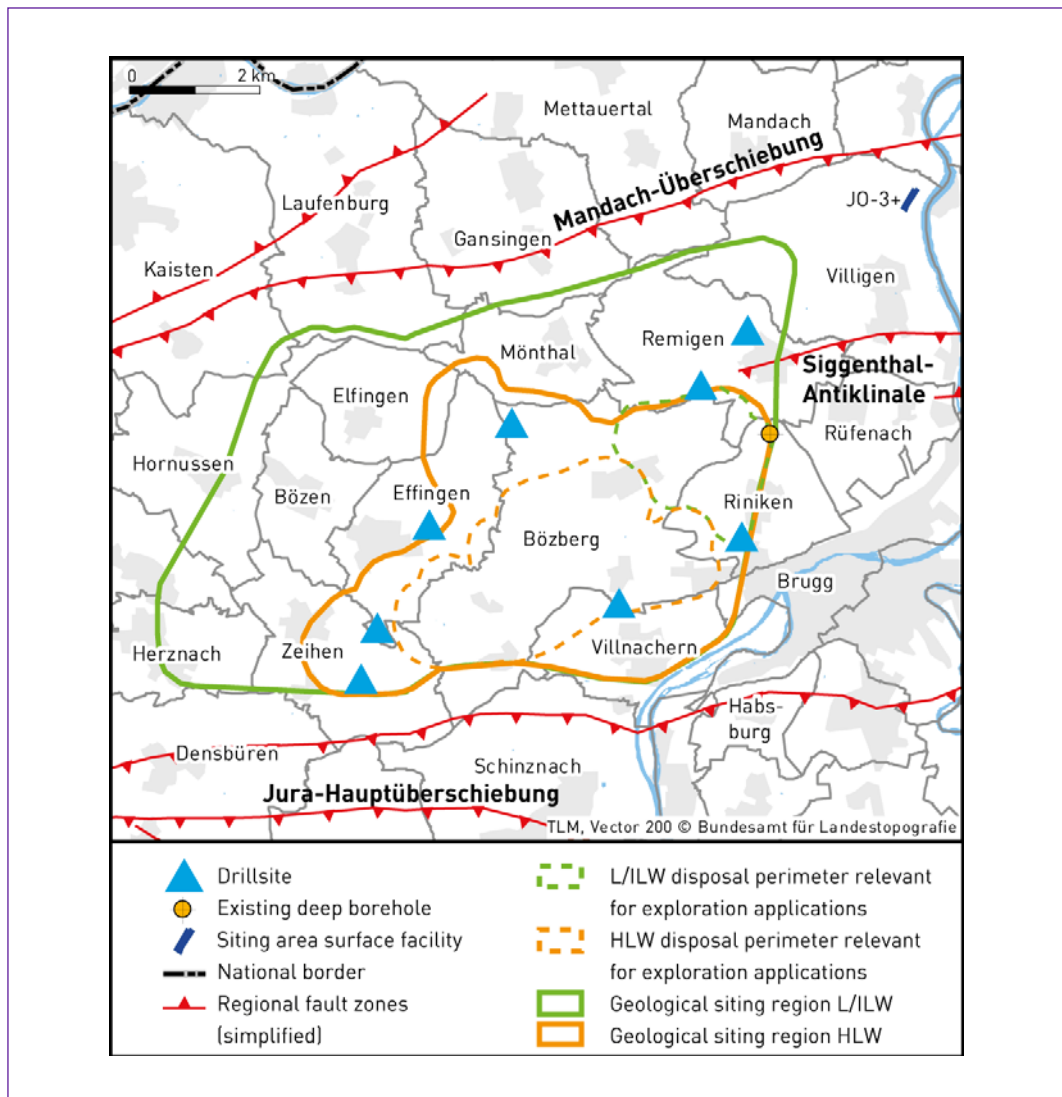 0 2 km
Mettauertal
Mandach
Mandach-Überschiebung
JO-3+
Laufenburg
Gansingen
Kaisten
Villigen
Remigen
Mönthal
Siggenthal-
Antiklinale
Elfingen
Rüfenach
Hornussen
Bözen
Effingen
Riniken
Bözberg
Brugg
Zeihen
Villnachern
Herznach
Habs-
burg
Densbüren
Schinznach
Jura-Hauptüberschiebung
TLM, Vector 200 © Bundesamt für Landestopografie
Drillsite
Existing deep borehole
Siting area surface facility
National border
Regional fault zones
(simplified)
L/ILW disposal perimeter relevant
for exploration applications
HLW disposal perimeter relevant
for exploration applications
Geological siting region L/ILW
Geological siting region HLW